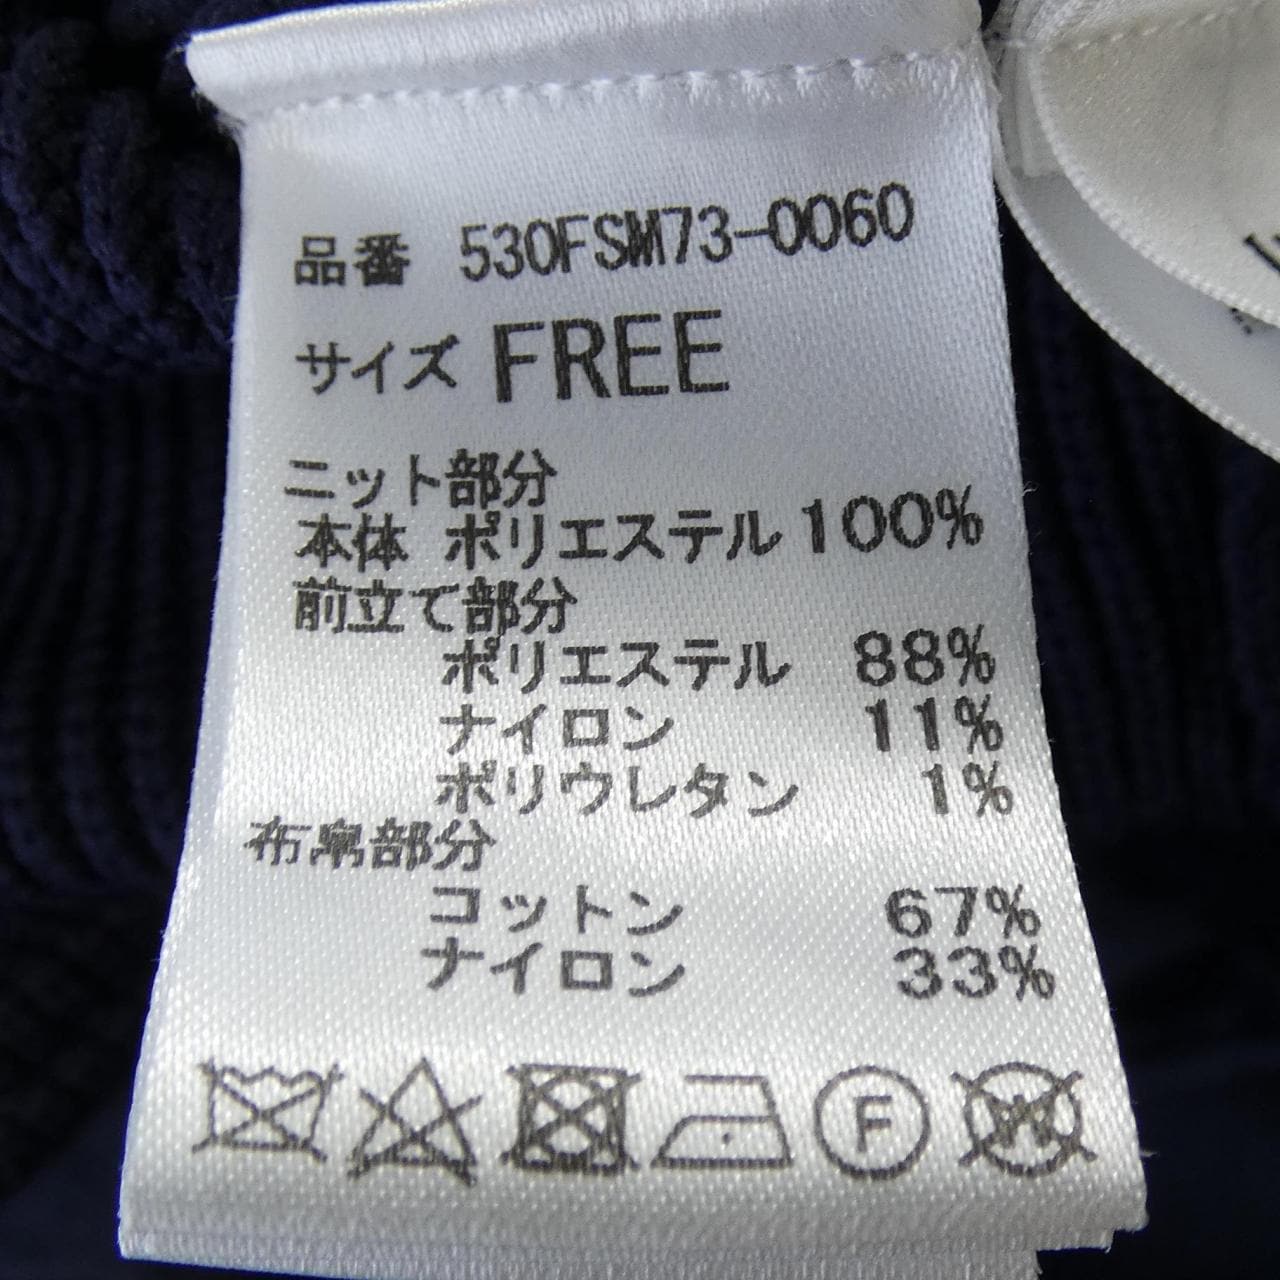 品番 530FSM73-0060
サイズ FREE
ニット部分
本体 ポリエステル 100%
前立て部分
ポリエステル 88%
ナイロン 11%
ポリウレタン 1%
布帛部分
コットン 67%
ナイロン 33%
F
W